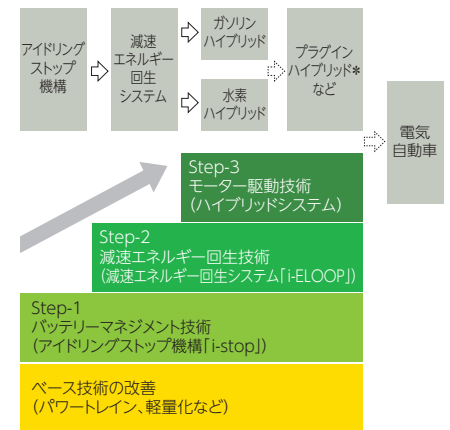 アイドリング
ストップ
機構
減速
エネルギー
回生
システム
ガソリン
ハイブリッド
水素
ハイブリッド
プラグイン
ハイブリッド*
など
電気
自動車
Step-3
モーター駆動技術
(ハイブリッドシステム)
Step-2
減速エネルギー回生技術
(減速エネルギー回生システム「i-ELOOP」)
Step-1
バッテリーマネジメント技術
(アイドリングストップ機構「i-stop」)
ベース技術の改善
(パワートレイン、軽量化など)